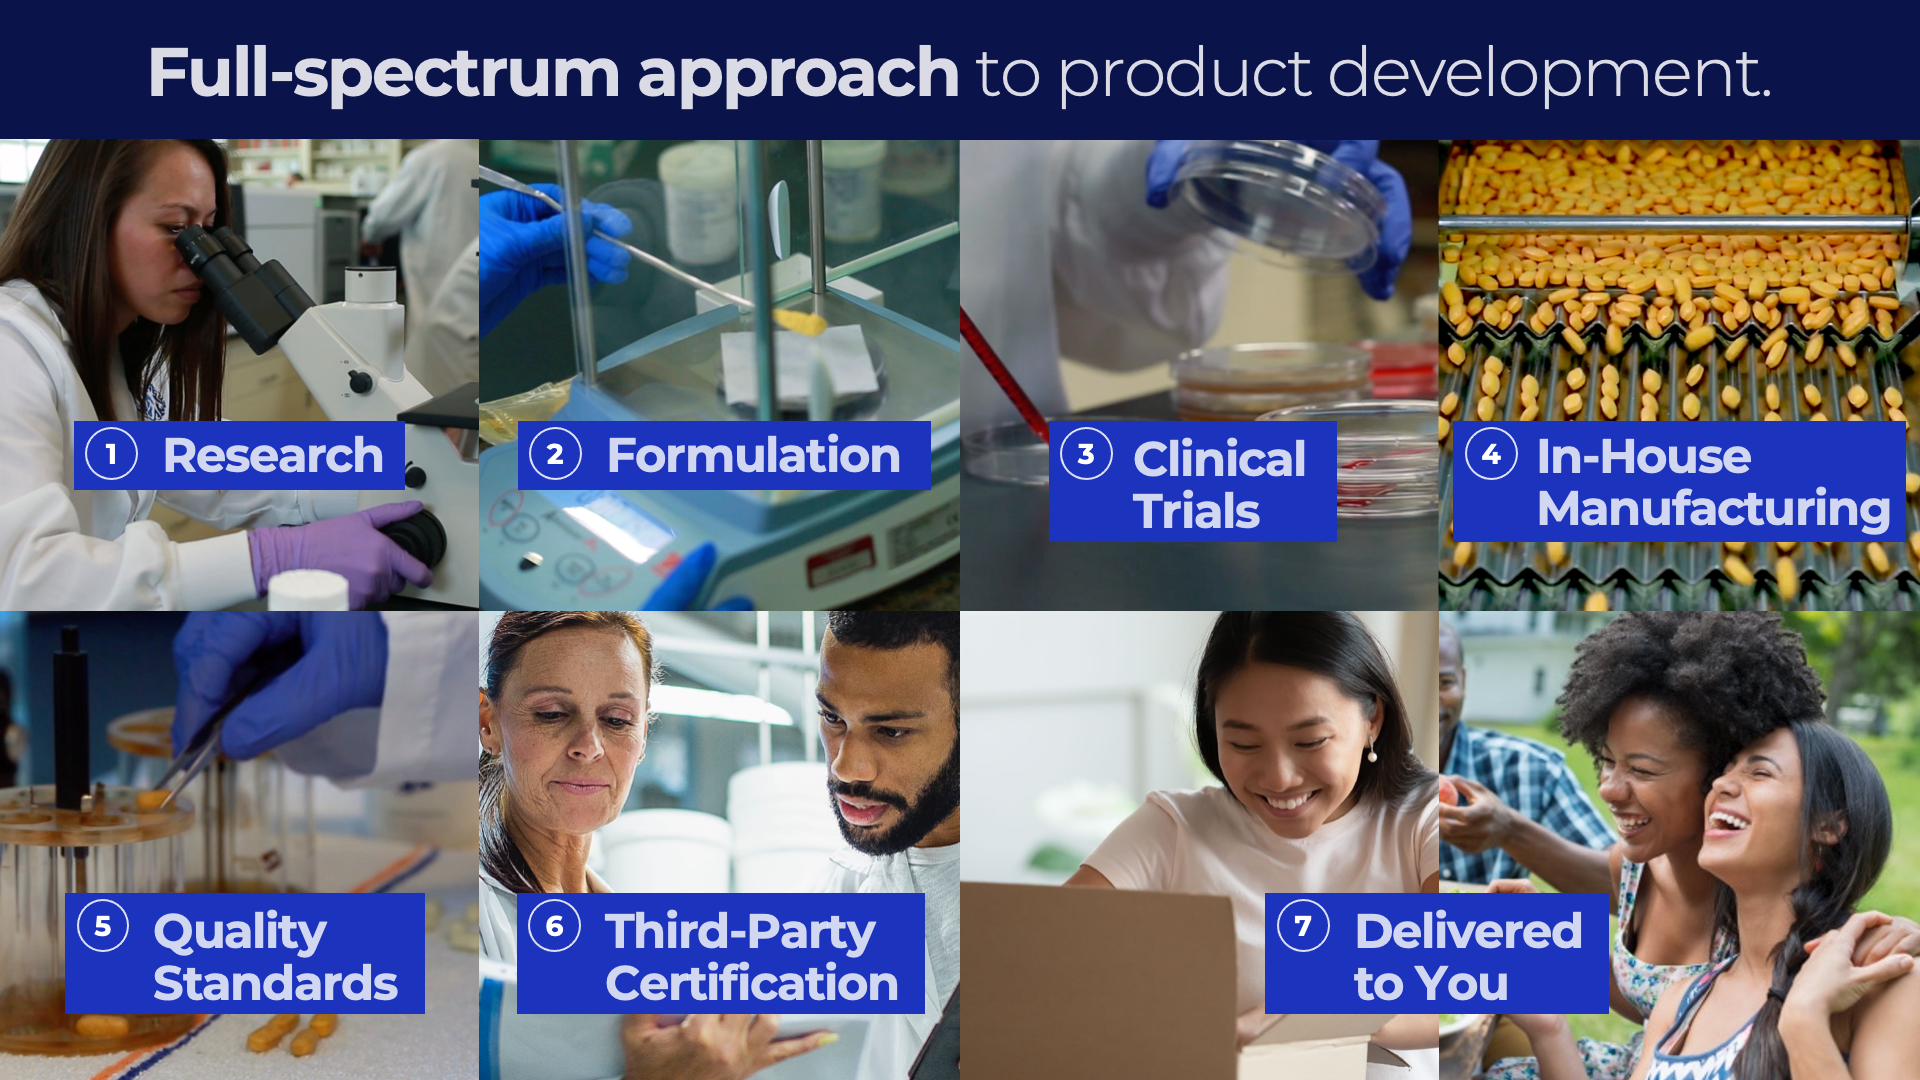 Full-spectrum approach to product development.
1 Research
2 Formulation
3 Clinical
Trials
4 In-House
Manufacturing
5 Quality
Standards
6 Third-Party
Certification
7 Delivered
to You